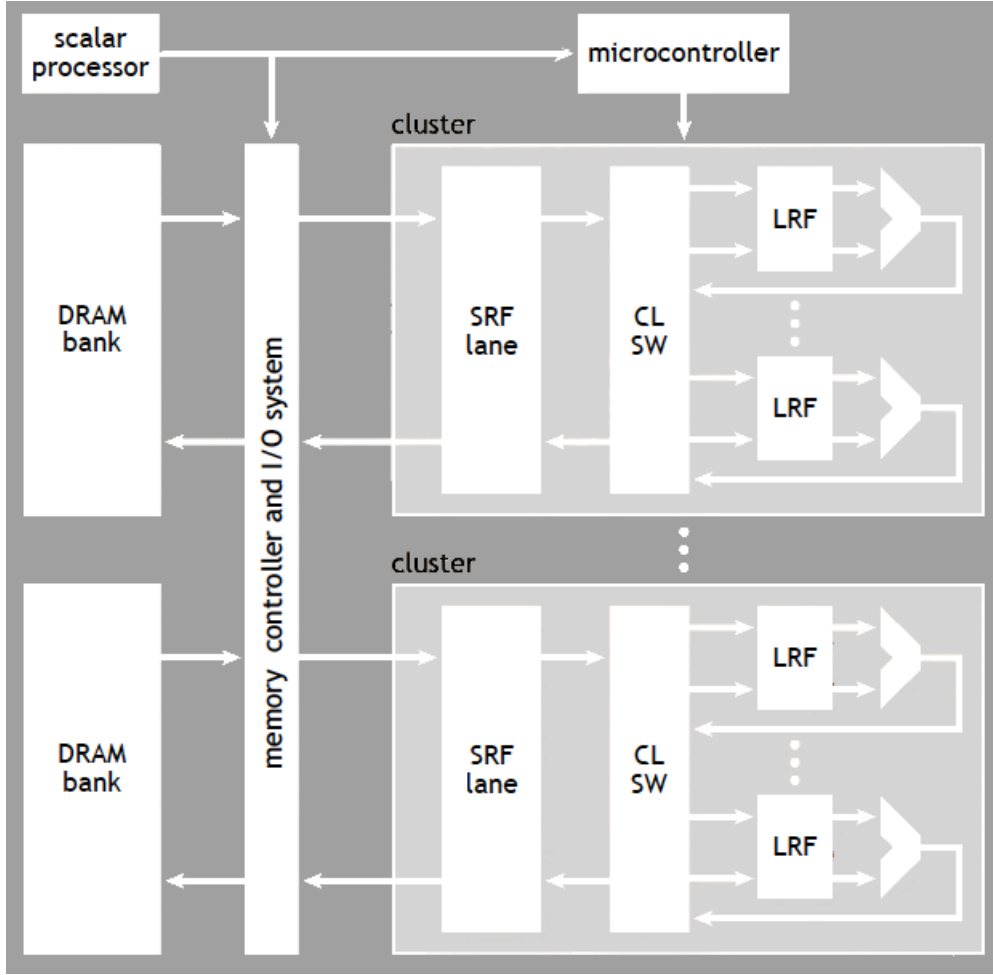 scalar
processor
microcontroller
cluster
DRAM
bank
memory controller and I/O system
SRF
lane
CL
SW
LRF
LRF
cluster
DRAM
bank
SRF
lane
CL
SW
LRF
LRF